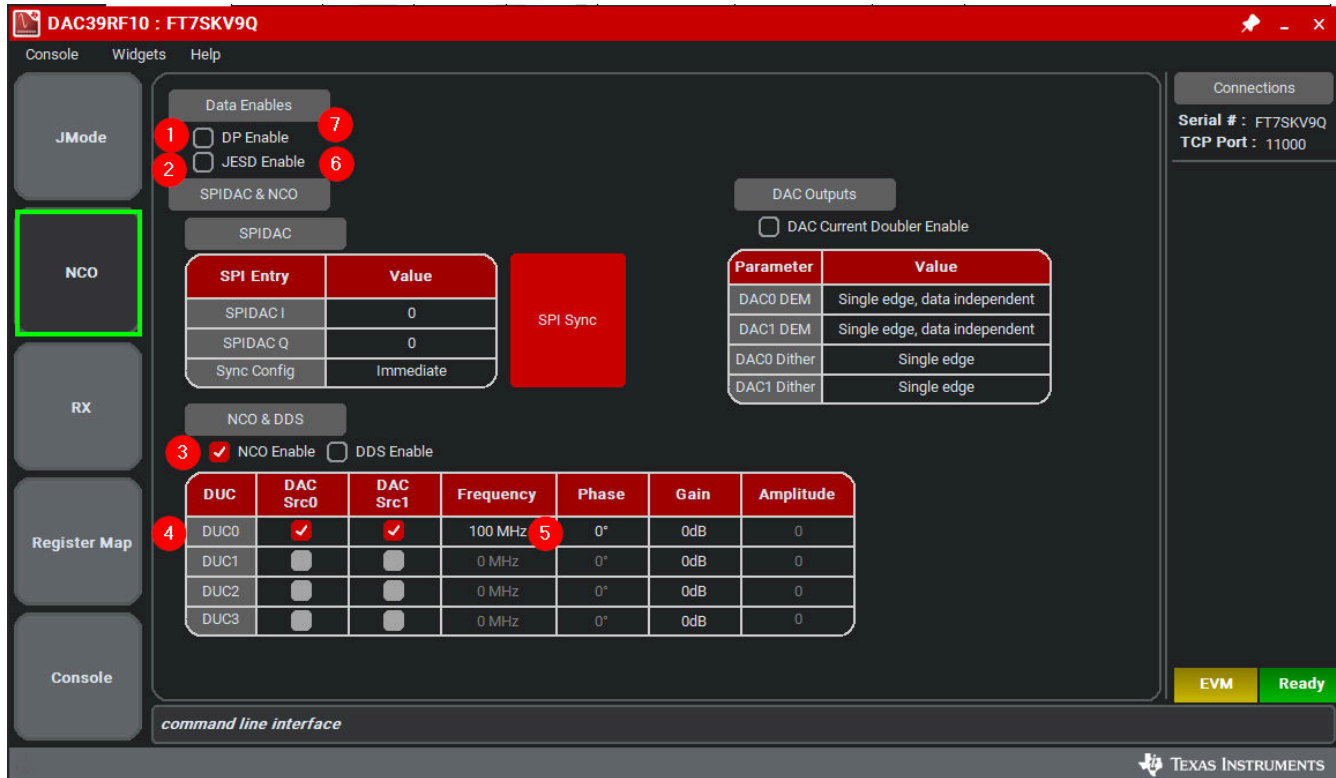 DAC39RF10 : FT7SKV9Q
Console Widgets Help
JMode
NCO
RX
Register Map
Console
Data Enables
1 DP Enable 7
2 JESD Enable 6
SPIDAC & NCO
SPIDAC
SPI Entry Value
SPIDAC I 0
SPIDAC Q 0
Sync Config Immediate
SPI Sync
DAC Outputs
DAC Current Doubler Enable
Parameter Value
DAC0 DEM Single edge, data independent
DAC1 DEM Single edge, data independent
DAC0 Dither Single edge
DAC1 Dither Single edge
NCO & DDS
3 NCO Enable DDS Enable
DUC DAC Src0 DAC Src1 Frequency Phase Gain Amplitude
4 DUC0 100 MHz 5 0° 0dB 0
DUC1 0 MHz 0° 0dB 0
DUC2 0 MHz 0° 0dB 0
DUC3 0 MHz 0° 0dB 0
command line interface
Connections
Serial # : FT7SKV9Q
TCP Port : 11000
EVM Ready
TEXAS INSTRUMENTS